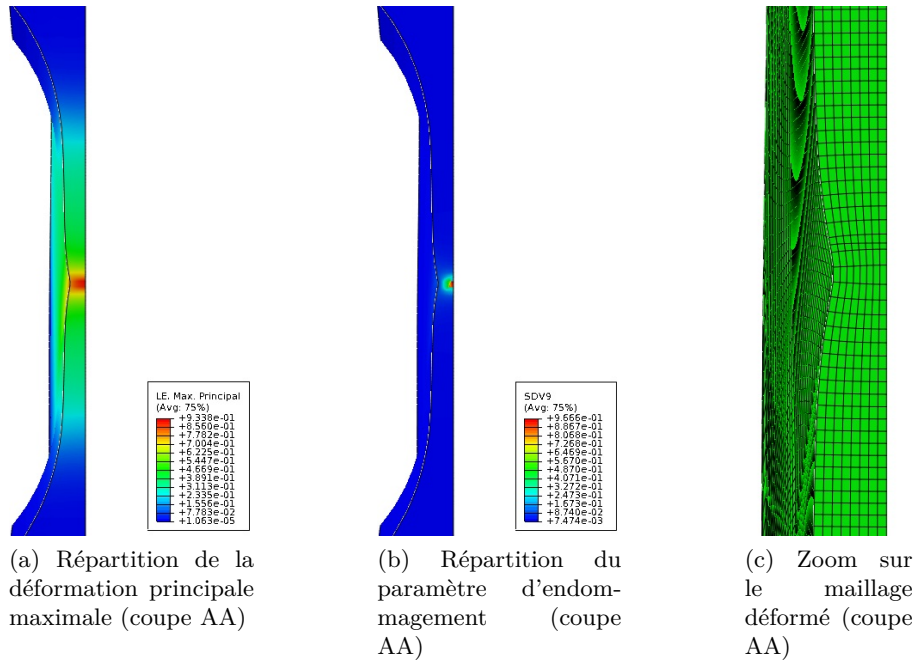 LE. Max. Principal
(Avg: 75%)
+9.338e-01
+8.560e-01
+7.782e-01
+7.004e-01
+6.225e-01
+5.447e-01
+4.669e-01
+3.891e-01
+3.113e-01
+2.335e-01
+1.556e-01
+7.783e-02
+1.063e-05
SDV9
(Avg: 75%)
+9.666e-01
+8.867e-01
+8.068e-01
+7.268e-01
+6.469e-01
+5.670e-01
+4.870e-01
+4.071e-01
+3.272e-01
+2.473e-01
+1.673e-01
+8.740e-02
+7.474e-03
(a) Répartition de la
déformation principale
maximale (coupe AA)
(b) Répartition du
paramètre d'endom-
magement (coupe
AA)
(c) Zoom sur
le maillage
déformé (coupe
AA)